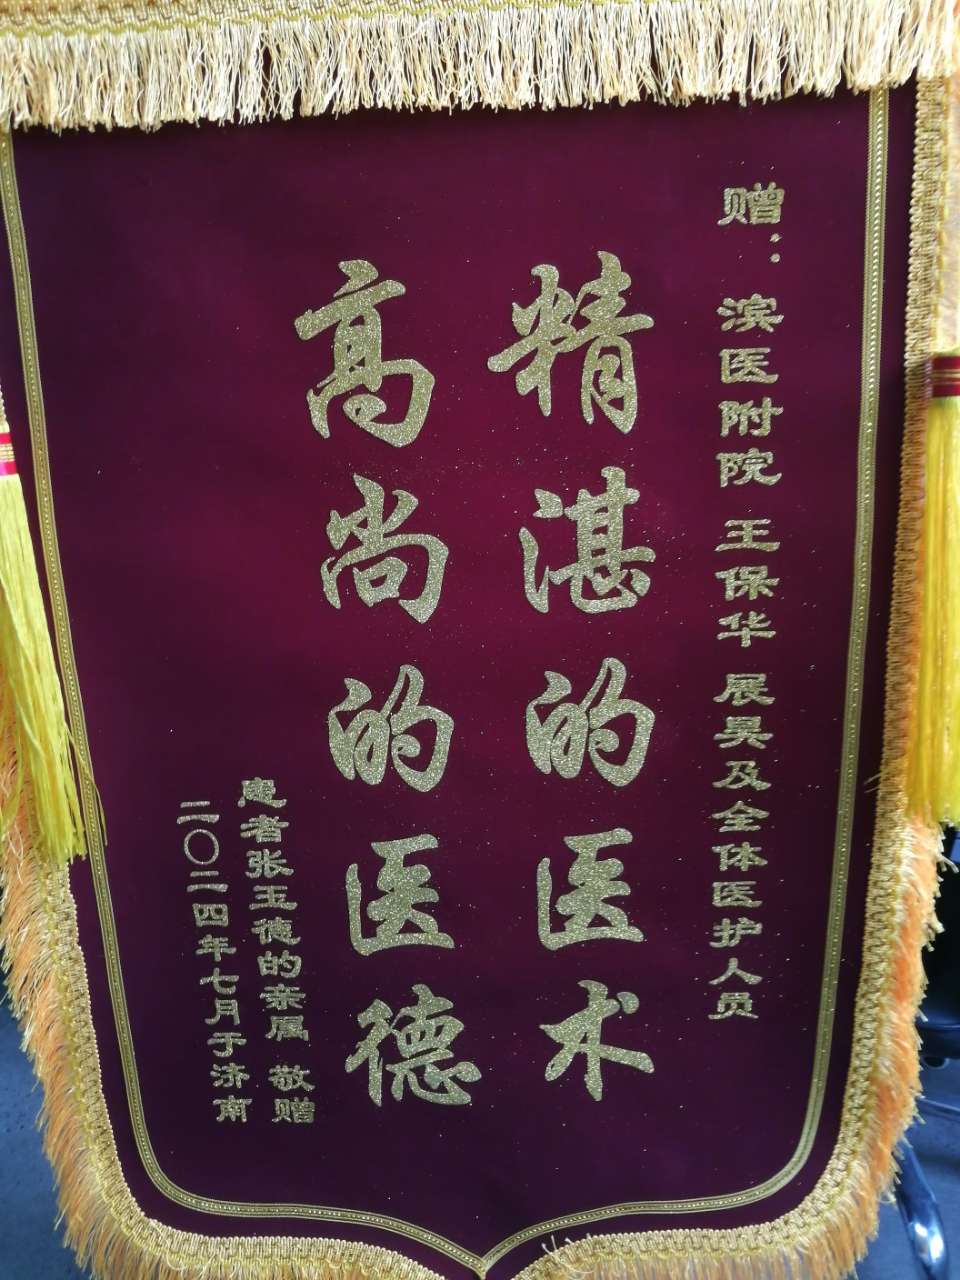 赠：滨医附院 王保华 展昊及全体医护人员
精湛的医术
高尚的医德
患者张玉德的亲属 敬赠
二〇二四年七月于济南